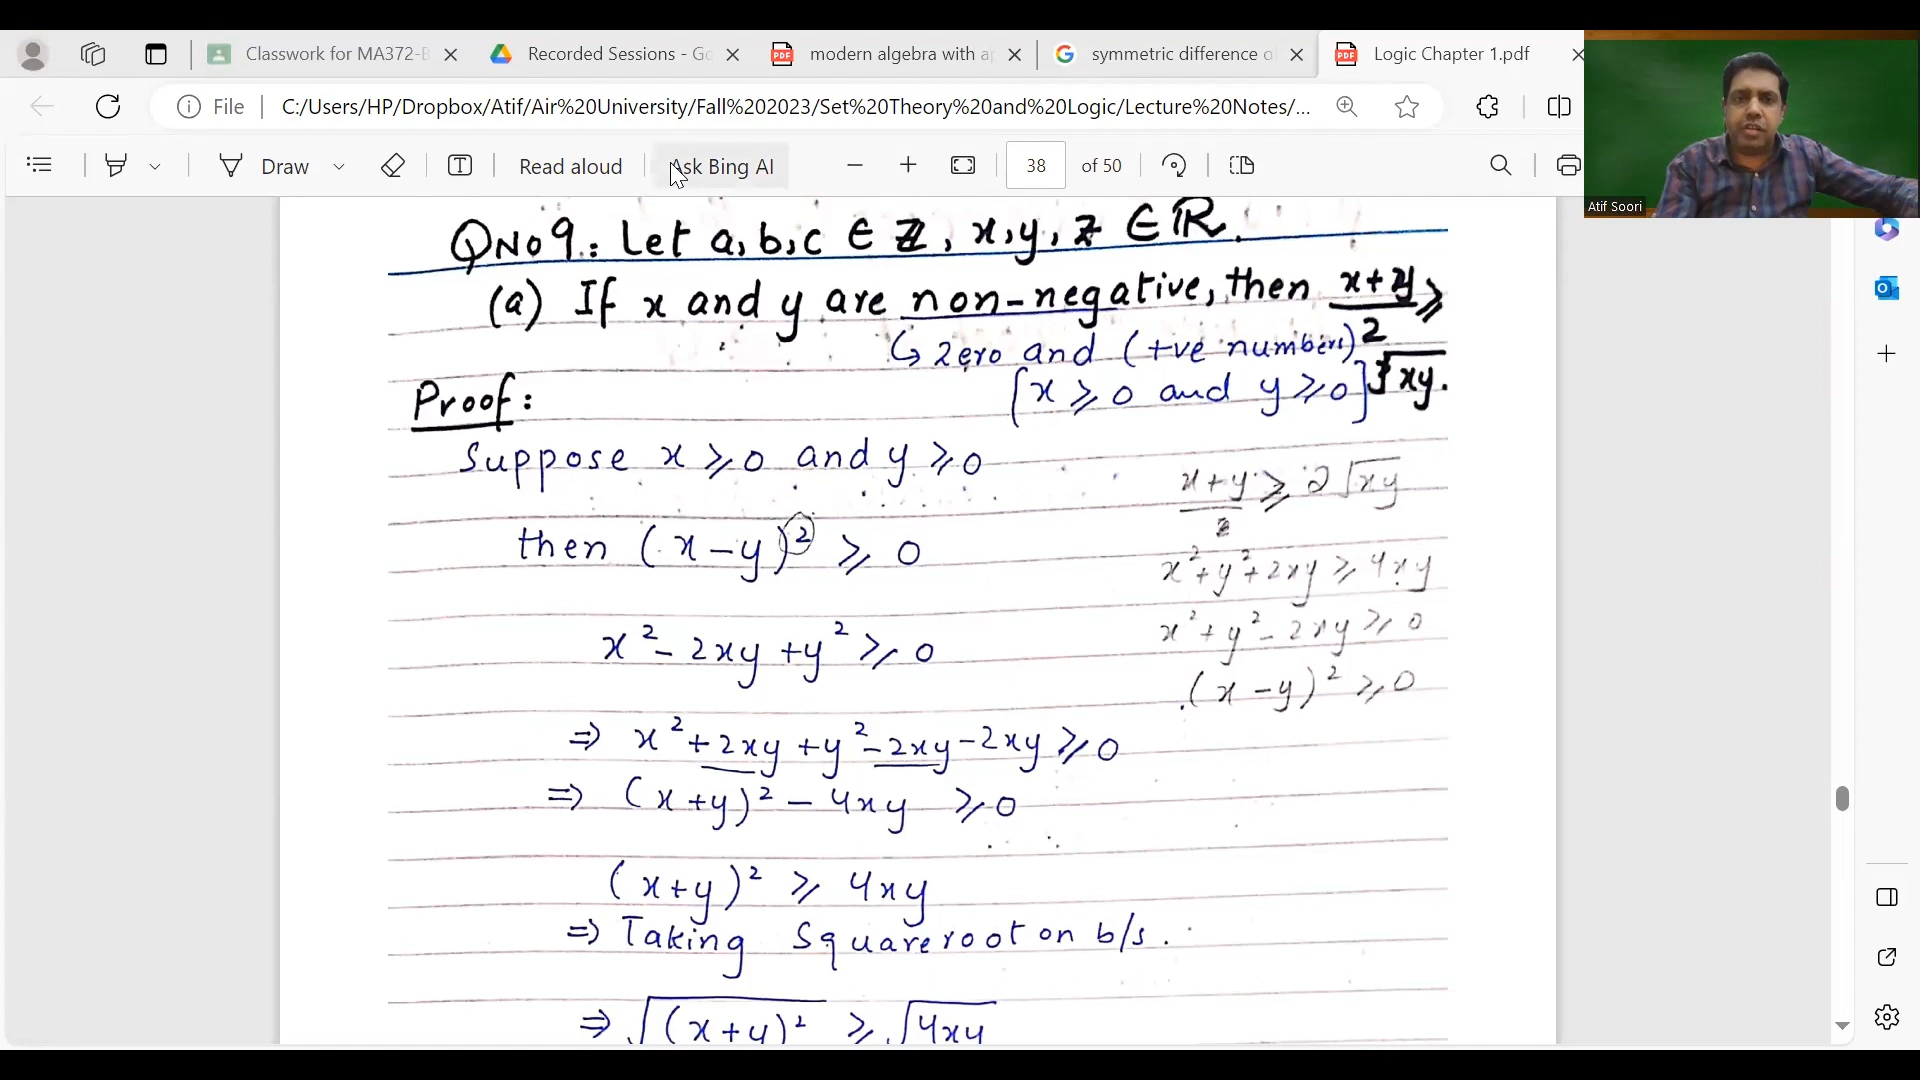 Classwork for MA372-B
Recorded Sessions - Go
modern algebra with ap
symmetric difference o
Logic Chapter 1.pdf
File
C:/Users/HP/Dropbox/Atif/Air%20University/Fall%202023/Set%20Theory%20and%20Logic/Lecture%20Notes/...
Draw
Read aloud
Ask Bing AI
38 of 50
Atif Soori
QNo9.: Let a, b, c ∈ Z, x, y, z ∈ R.
(a) If x and y are non-negative, then x+y/2 ≥
↳ zero and (+ve numbers)
√xy.
[x ≥ 0 and y ≥ 0]
Proof:
Suppose x ≥ 0 and y ≥ 0
then (x - y)² ≥ 0
x² - 2xy + y² ≥ 0
⇒ x² + 2xy + y² - 2xy - 2xy ≥ 0
⇒ (x+y)² - 4xy ≥ 0
(x+y)² ≥ 4xy
⇒ Taking Squareroot on b/s.
⇒ √(x+y)² ≥ √4xy
x+y ≥ 2√xy
2
x²+y²+2xy ≥ 4xy
x²+y²-2xy ≥ 0
(x-y)² ≥ 0